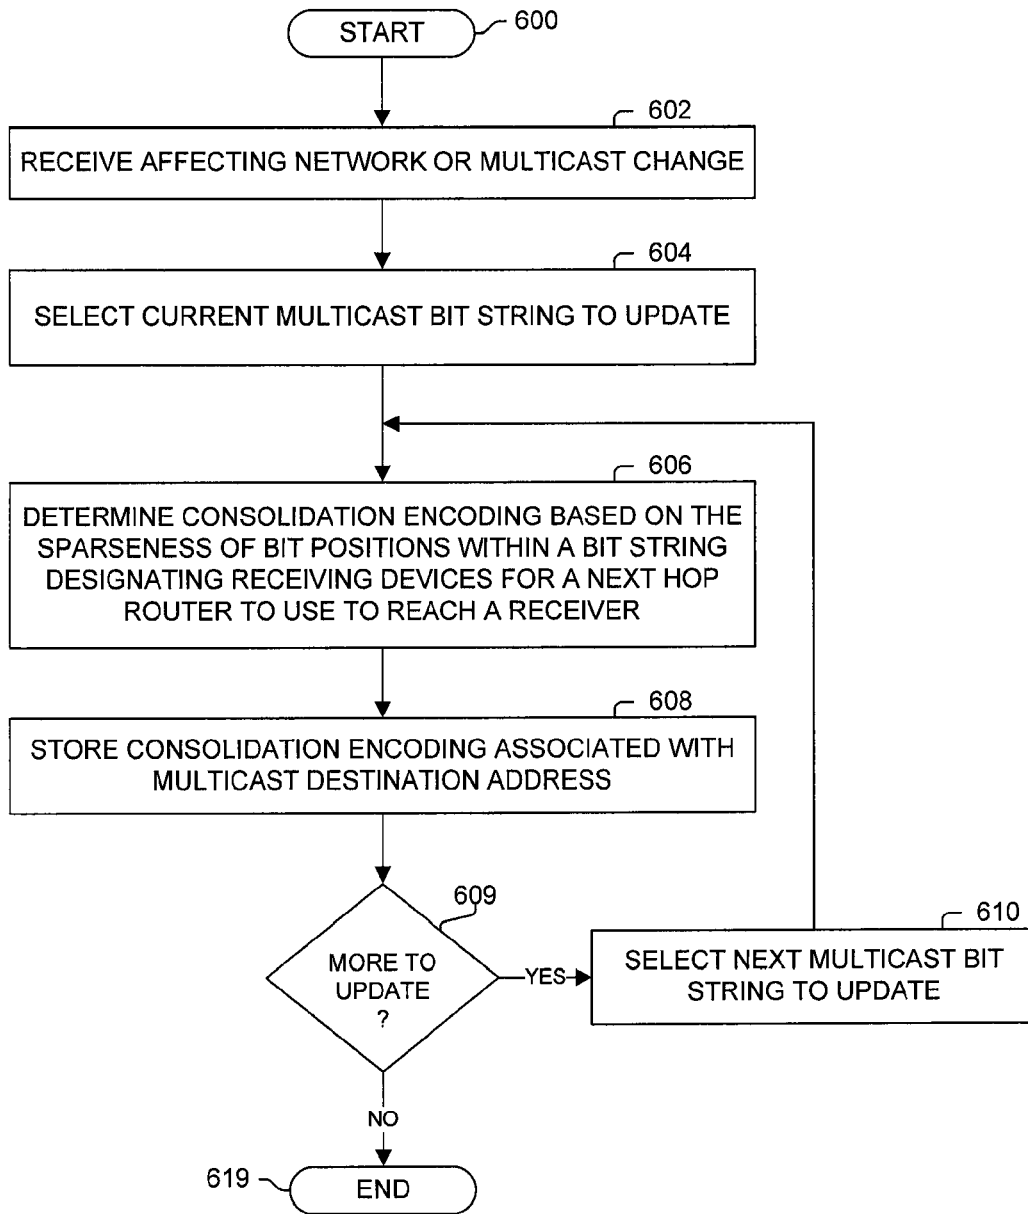 START
600
602
RECEIVE AFFECTING NETWORK OR MULTICAST CHANGE
604
SELECT CURRENT MULTICAST BIT STRING TO UPDATE
606
DETERMINE CONSOLIDATION ENCODING BASED ON THE
SPARSENESS OF BIT POSITIONS WITHIN A BIT STRING
DESIGNATING RECEIVING DEVICES FOR A NEXT HOP
ROUTER TO USE TO REACH A RECEIVER
608
STORE CONSOLIDATION ENCODING ASSOCIATED WITH
MULTICAST DESTINATION ADDRESS
609
MORE TO
UPDATE
?
YES
610
SELECT NEXT MULTICAST BIT
STRING TO UPDATE
NO
619
END